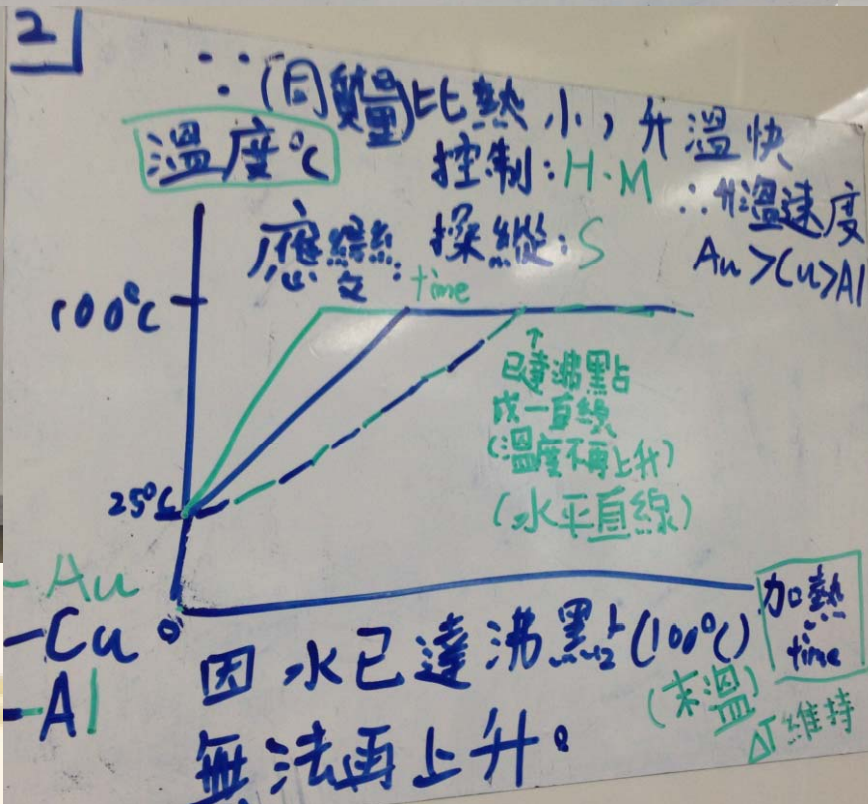 2
∵(同質量)比熱小,升溫快
溫度℃
控制:H.M
∴升溫速度
Au>Cu>Al
應變:
time
操縱:S
100℃
↑
已達沸點
成一直線
(溫度不再上升)
(水平直線)
25℃
-Au
-Cu
-Al
0
加熱
time
因水已達沸點(100℃)
(末溫)
ΔT維持
無法再上升。